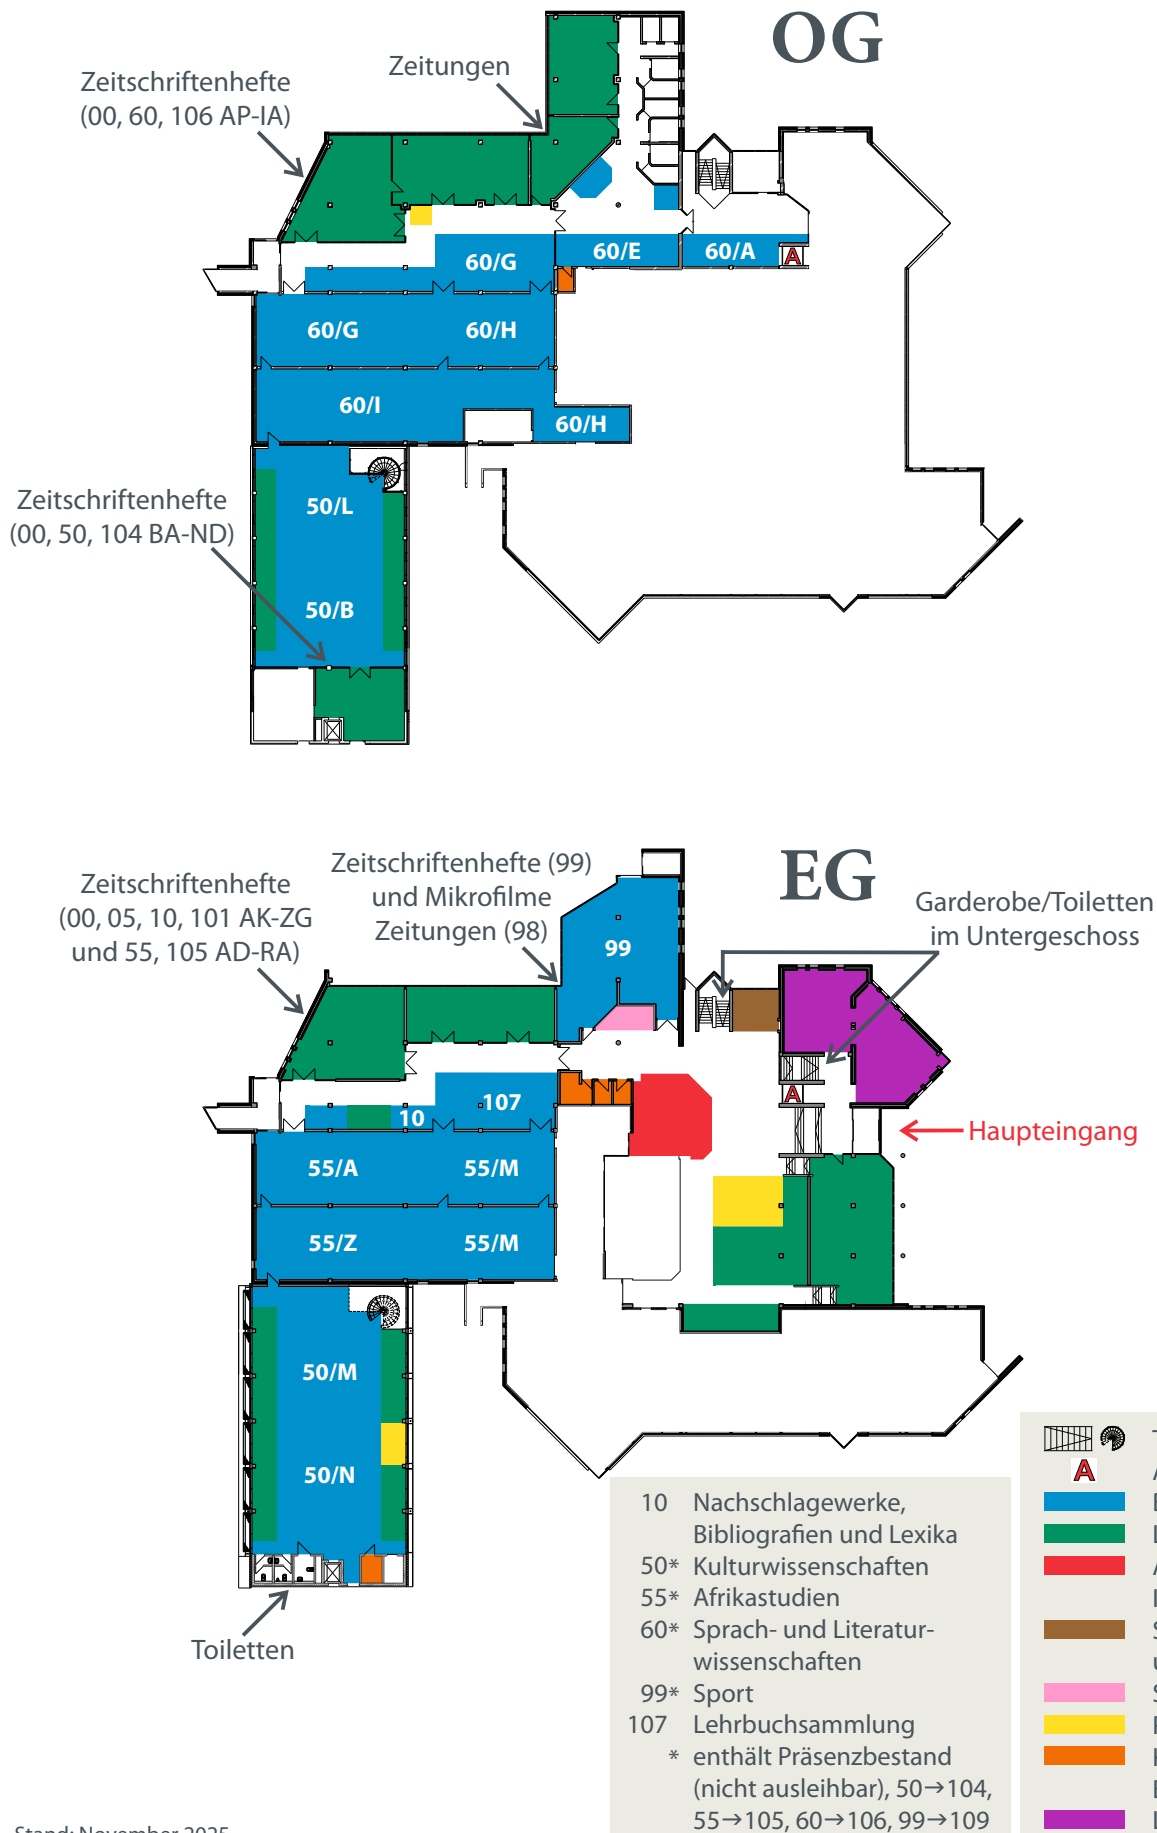 OG
Zeitungen
Zeitschriftenhefte
(00, 60, 106 AP-IA)
60/G
60/E
60/A
A
60/G
60/H
60/I
60/H
Zeitschriftenhefte
(00, 50, 104 BA-ND)
50/L
50/B
EG
Zeitschriftenhefte (99)
und Mikrofilme
Zeitungen (98)
Zeitschriftenhefte
(00, 05, 10, 101 AK-ZG
und 55, 105 AD-RA)
Garderobe/Toiletten
im Untergeschoss
99
A
10
107
Haupteingang
55/A
55/M
55/Z
55/M
50/M
50/N
Toiletten
10 Nachschlagewerke,
Bibliografien und Lexika
50* Kulturwissenschaften
55* Afrikastudien
60* Sprach- und Literatur-
wissenschaften
99* Sport
107 Lehrbuchsammlung
* enthält Präsenzbestand
(nicht ausleihbar), 50→104,
55→105, 60→106, 99→109
A
Stand: November 2025